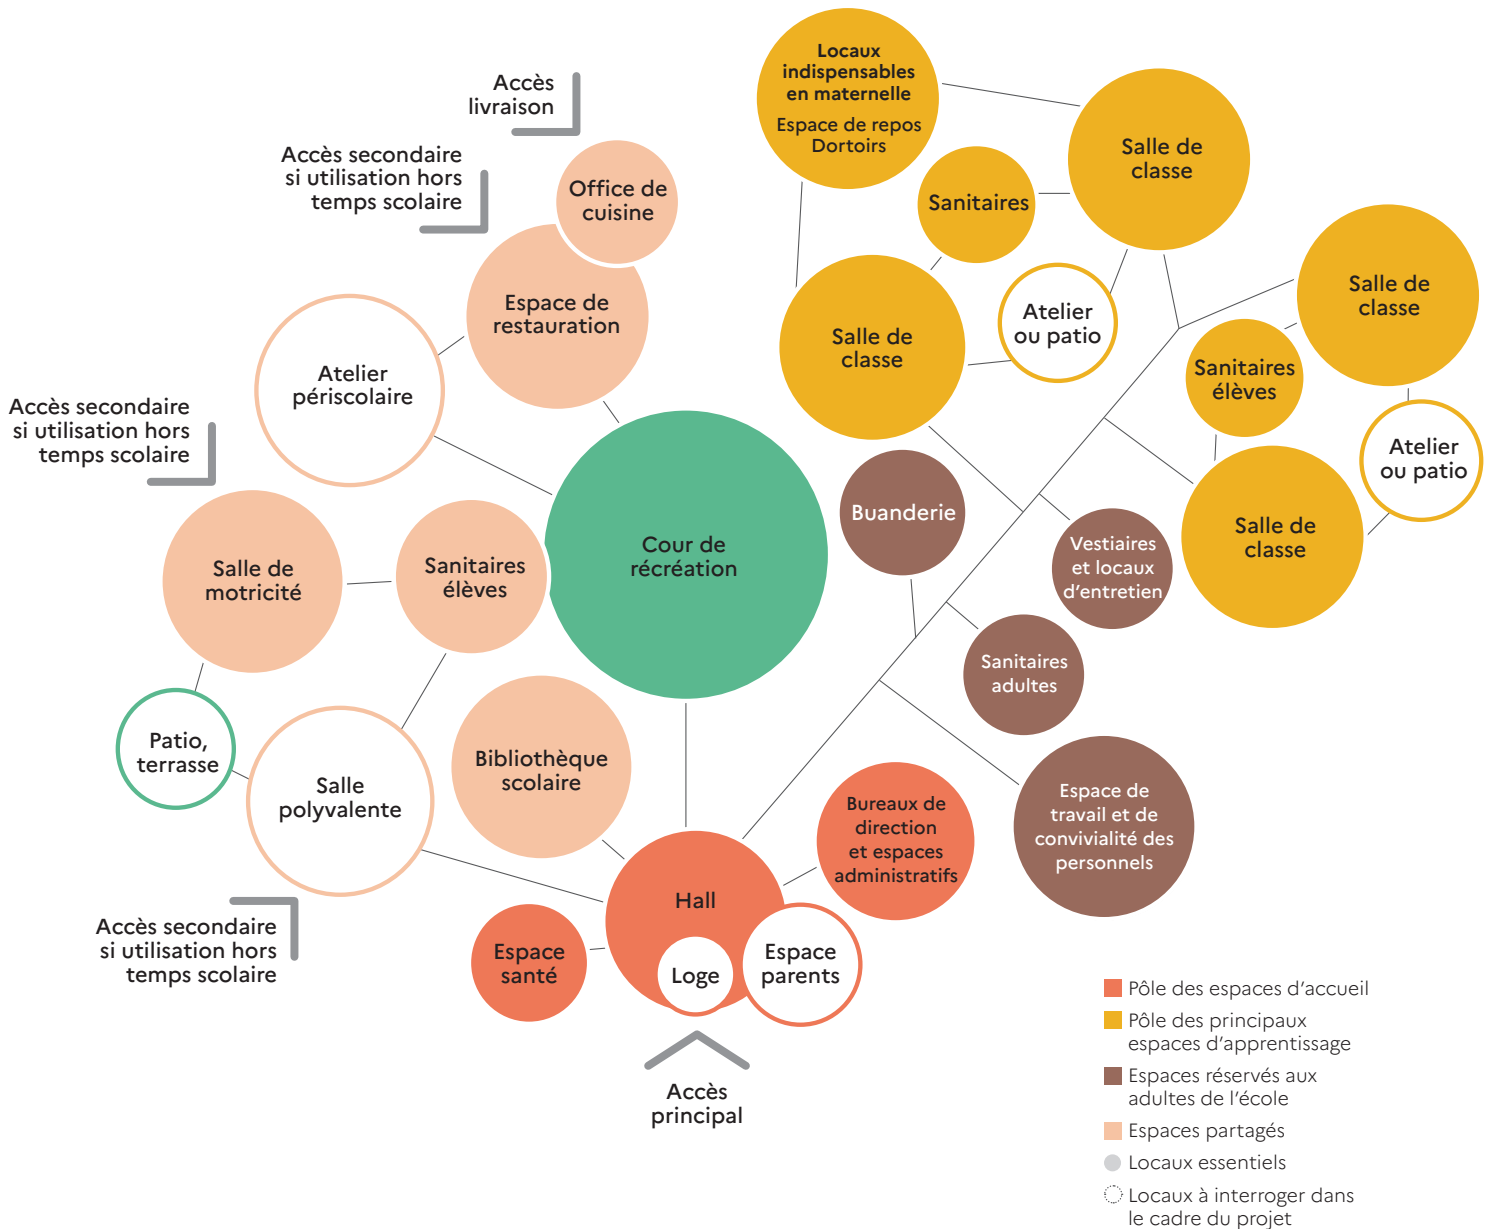 Locaux
indispensables
en maternelle
Espace de repos
Dortoirs
Accès
livraison
Salle de
classe
Accès secondaire
si utilisation hors
temps scolaire
Office de
cuisine
Sanitaires
Salle de
classe
Espace de
restauration
Atelier
ou patio
Salle de
classe
Atelier
périscolaire
Sanitaires
élèves
Accès secondaire
si utilisation hors
temps scolaire
Atelier
ou patio
Buanderie
Salle de
classe
Cour de
récréation
Vestiaires
et locaux
d’entretien
Salle de
motricité
Sanitaires
élèves
Sanitaires
adultes
Patio,
terrasse
Bibliothèque
scolaire
Salle
polyvalente
Espace de
travail et de
convivialité des
personnels
Bureaux de
direction
et espaces
administratifs
Hall
Accès secondaire
si utilisation hors
temps scolaire
Espace
santé
Loge
Espace
parents
Accès
principal
Pôle des espaces d’accueil
Pôle des principaux
espaces d’apprentissage
Espaces réservés aux
adultes de l’école
Espaces partagés
Locaux essentiels
Locaux à interroger dans
le cadre du projet